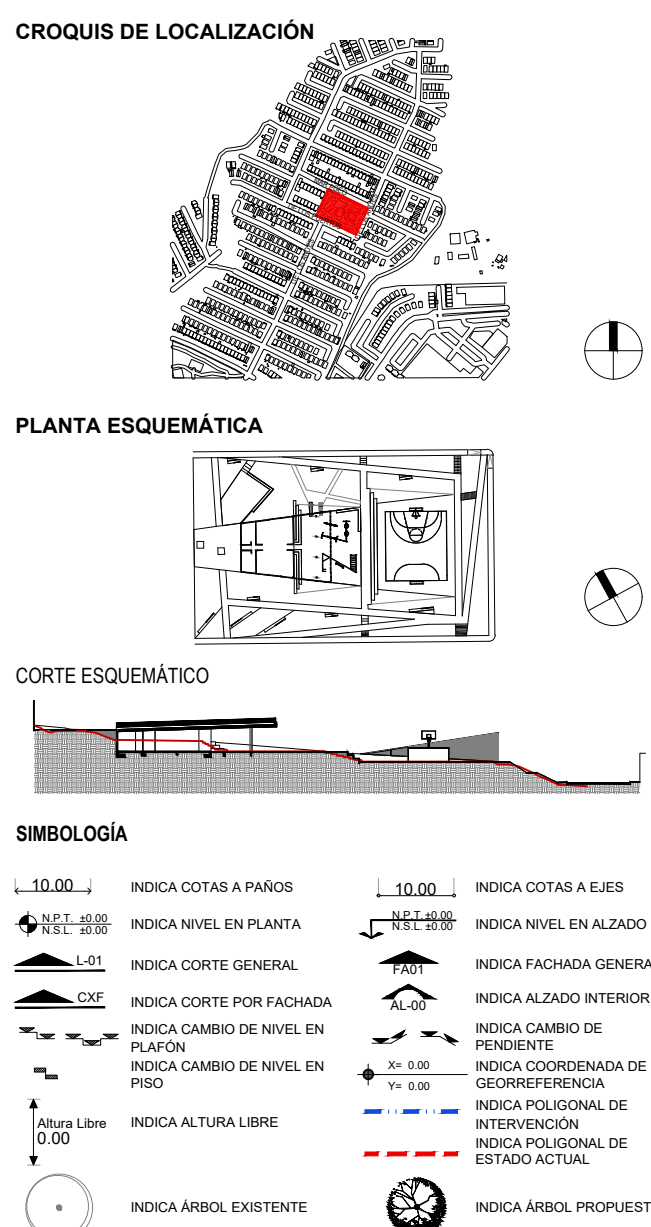 CROQUIS DE LOCALIZACIÓN
PLANTA ESQUEMÁTICA
CORTE ESQUEMÁTICO
SIMBOLOGÍA
10.00 INDICA COTAS A PAÑOS
10.00 INDICA COTAS A EJES
N.P.T. ±0.00
N.S.L. ±0.00
INDICA NIVEL EN PLANTA
N.P.T. ±0.00
N.S.L. ±0.00
INDICA NIVEL EN ALZADO
L-01 INDICA CORTE GENERAL
FA01 INDICA FACHADA GENERA
CXF INDICA CORTE POR FACHADA
AL-00 INDICA ALZADO INTERIOR
INDICA CAMBIO DE NIVEL EN
PLAFÓN
INDICA CAMBIO DE
PENDIENTE
INDICA CAMBIO DE NIVEL EN
PISO
X= 0.00
Y= 0.00
INDICA COORDENADA DE
GEORREFERENCIA
Altura Libre
0.00
INDICA ALTURA LIBRE
INDICA POLIGONAL DE
INTERVENCIÓN
INDICA POLIGONAL DE
ESTADO ACTUAL
INDICA ÁRBOL EXISTENTE
INDICA ÁRBOL PROPUEST